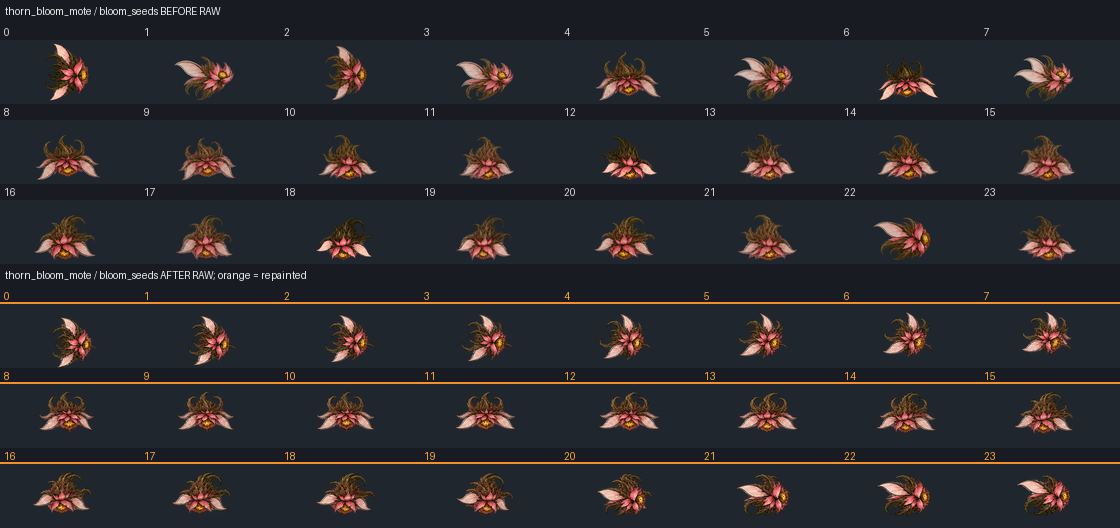 thorn_bloom_mote / bloom_seeds BEFORE RAW
0 1 2 3 4 5 6 7
8 9 10 11 12 13 14 15
16 17 18 19 20 21 22 23
thorn_bloom_mote / bloom_seeds AFTER RAW; orange = repainted
0 1 2 3 4 5 6 7
8 9 10 11 12 13 14 15
16 17 18 19 20 21 22 23